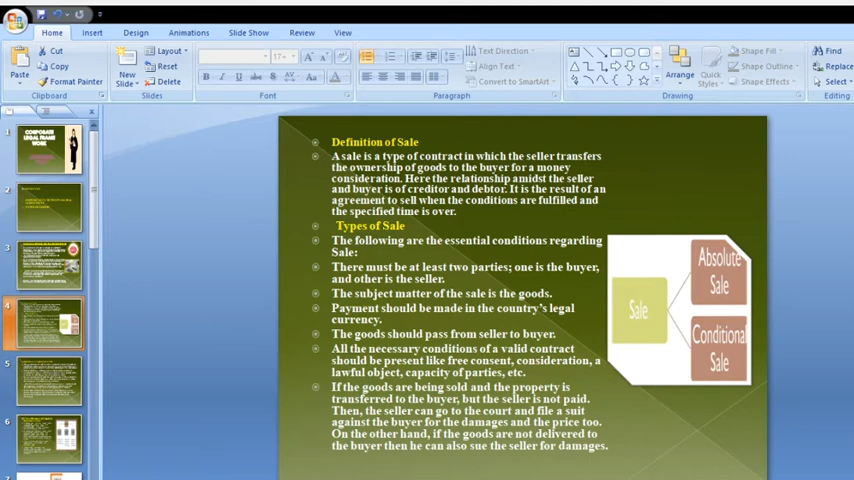 Home Insert Design Animations Slide Show Review View
Cut
Copy
Format Painter
Paste
Clipboard
New
Slide
Layout
Reset
Delete
Slides
17+
Font
Text Direction
Align Text
Convert to SmartArt
Paragraph
Arrange
Quick
Styles
Shape Fill
Shape Outline
Shape Effects
Drawing
Find
Replace
Select
Editing
1
CORPORATE
LEGAL FRAME
WORK
2
3
4
5
6
7
Definition of Sale
A sale is a type of contract in which the seller transfers
the ownership of goods to the buyer for a money
consideration. Here the relationship amidst the seller
and buyer is of creditor and debtor. It is the result of an
agreement to sell when the conditions are fulfilled and
the specified time is over.
Types of Sale
The following are the essential conditions regarding
Sale:
There must be at least two parties; one is the buyer,
and other is the seller.
The subject matter of the sale is the goods.
Payment should be made in the country's legal
currency.
The goods should pass from seller to buyer.
All the necessary conditions of a valid contract
should be present like free consent, consideration, a
lawful object, capacity of parties, etc.
If the goods are being sold and the property is
transferred to the buyer, but the seller is not paid.
Then, the seller can go to the court and file a suit
against the buyer for the damages and the price too.
On the other hand, if the goods are not delivered to
the buyer then he can also sue the seller for damages.
Sale
Absolute
Sale
Conditional
Sale